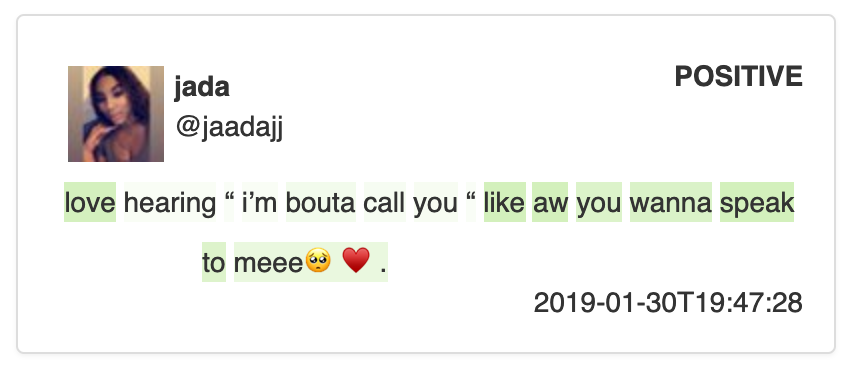 jada
POSITIVE
@jaadajj
love hearing “ i’m bouta call you “ like aw you wanna speak
to meee🥺 ♥️ .
2019-01-30T19:47:28